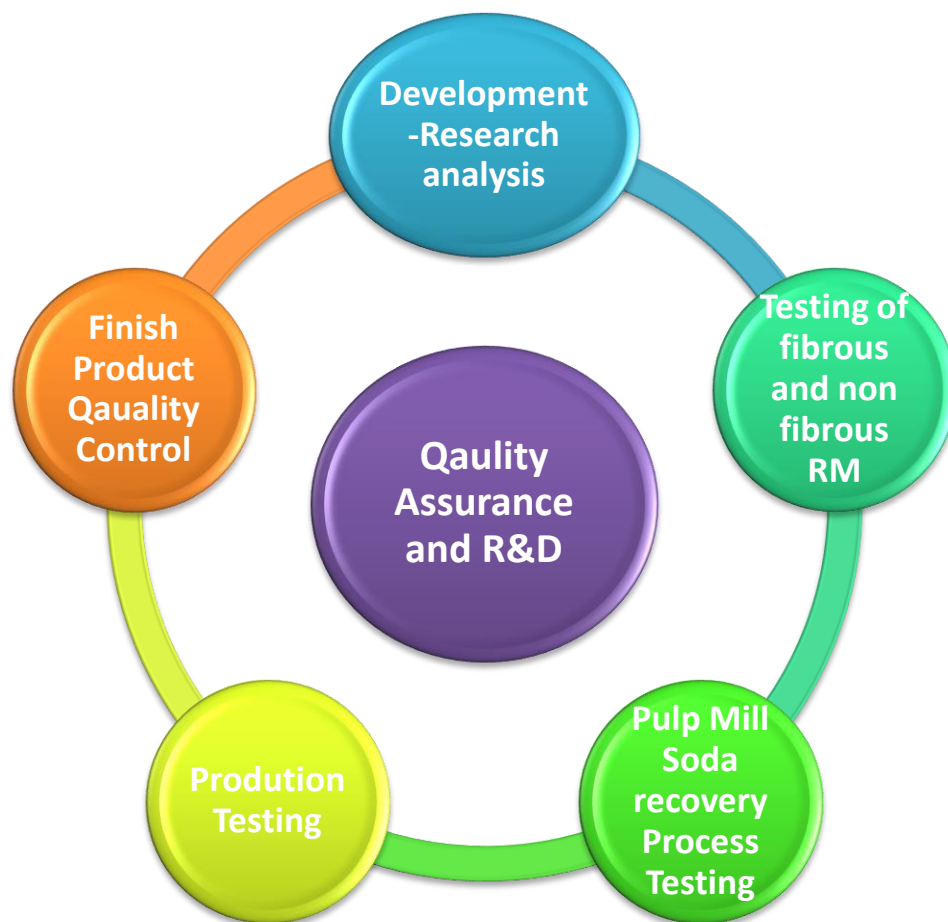 Development
-Research
analysis
Testing of
fibrous
and non
fibrous
RM
Pulp Mill
Soda
recovery
Process
Testing
Prodution
Testing
Finish
Product
Qauality
Control
Qaulity
Assurance
and R&D